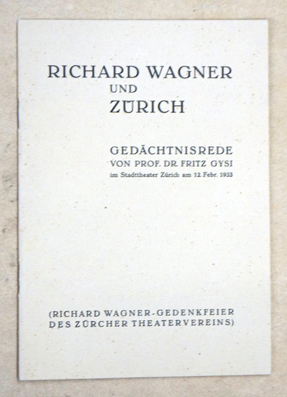 RICHARD WAGNER
UND
ZÜRICH
GEDÄCHTNISREDE
VON PROF. DR. FRITZ GYSI
im Stadttheater Zürich am 12. Febr. 1933
(RICHARD WAGNER-GEDENKFEIER
DES ZÜRCHER THEATERVEREINS)